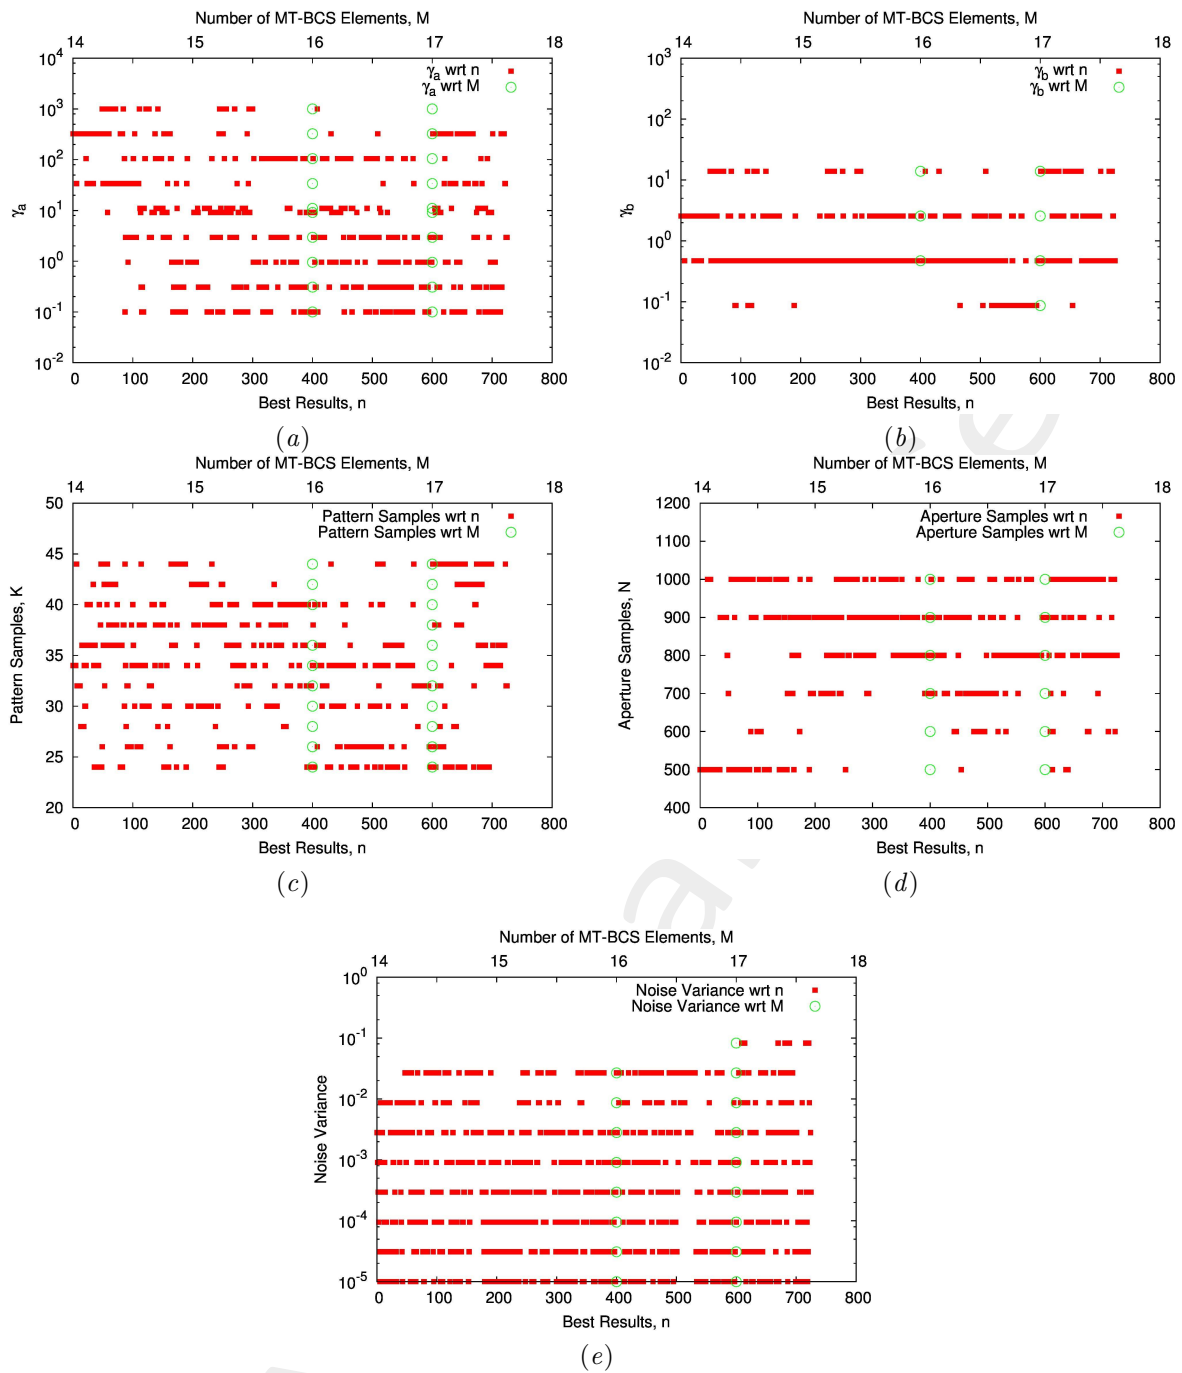 Number of MT-BCS Elements, M
14 15 16 17 18
γa wrt n
γa wrt M
10^4
10^3
10^2
10^1
10^0
10^-1
10^-2
γa
0 100 200 300 400 500 600 700 800
Best Results, n
(a)
Number of MT-BCS Elements, M
14 15 16 17 18
γb wrt n
γb wrt M
10^3
10^2
10^1
10^0
10^-1
10^-2
γb
0 100 200 300 400 500 600 700 800
Best Results, n
(b)
Number of MT-BCS Elements, M
14 15 16 17 18
Pattern Samples wrt n
Pattern Samples wrt M
50
45
40
35
30
25
20
Pattern Samples, K
0 100 200 300 400 500 600 700 800
Best Results, n
(c)
Number of MT-BCS Elements, M
14 15 16 17 18
Aperture Samples wrt n
Aperture Samples wrt M
1200
1100
1000
900
800
700
600
500
400
Aperture Samples, N
0 100 200 300 400 500 600 700 800
Best Results, n
(d)
Number of MT-BCS Elements, M
14 15 16 17 18
Noise Variance wrt n
Noise Variance wrt M
10^0
10^-1
10^-2
10^-3
10^-4
10^-5
Noise Variance
0 100 200 300 400 500 600 700 800
Best Results, n
(e)